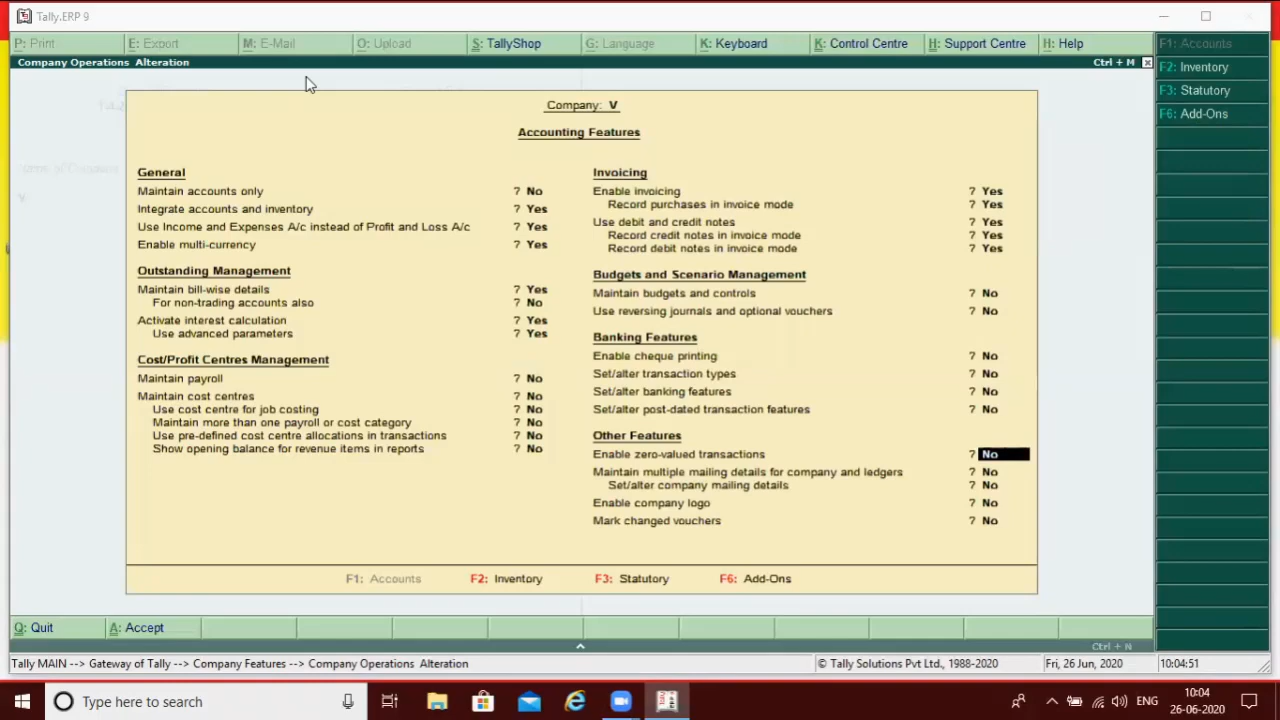 Tally.ERP 9
P: Print E: Export M: E-Mail O: Upload S: TallyShop G: Language K: Keyboard K: Control Centre H: Support Centre H: Help F1: Accounts
Company Operations Alteration Ctrl + M x
F2: Inventory
F3: Statutory
F6: Add-Ons
Company: V
Accounting Features
General
Maintain accounts only ? No
Integrate accounts and inventory ? Yes
Use Income and Expenses A/c instead of Profit and Loss A/c ? Yes
Enable multi-currency ? Yes
Outstanding Management
Maintain bill-wise details ? Yes
For non-trading accounts also ? No
Activate interest calculation ? Yes
Use advanced parameters ? Yes
Cost/Profit Centres Management
Maintain payroll ? No
Maintain cost centres ? No
Use cost centre for job costing ? No
Maintain more than one payroll or cost category ? No
Use pre-defined cost centre allocations in transactions ? No
Show opening balance for revenue items in reports ? No
Invoicing
Enable invoicing ? Yes
Record purchases in invoice mode ? Yes
Use debit and credit notes ? Yes
Record credit notes in invoice mode ? Yes
Record debit notes in invoice mode ? Yes
Budgets and Scenario Management
Maintain budgets and controls ? No
Use reversing journals and optional vouchers ? No
Banking Features
Enable cheque printing ? No
Set/alter transaction types ? No
Set/alter banking features ? No
Set/alter post-dated transaction features ? No
Other Features
Enable zero-valued transactions ? No
Maintain multiple mailing details for company and ledgers ? No
Set/alter company mailing details ? No
Enable company logo ? No
Mark changed vouchers ? No
F1: Accounts F2: Inventory F3: Statutory F6: Add-Ons
Q: Quit A: Accept
Ctrl + N
Tally MAIN --> Gateway of Tally --> Company Features --> Company Operations Alteration © Tally Solutions Pvt Ltd., 1988-2020 Fri, 26 Jun, 2020 10:04:51
Type here to search ENG 10:04
26-06-2020